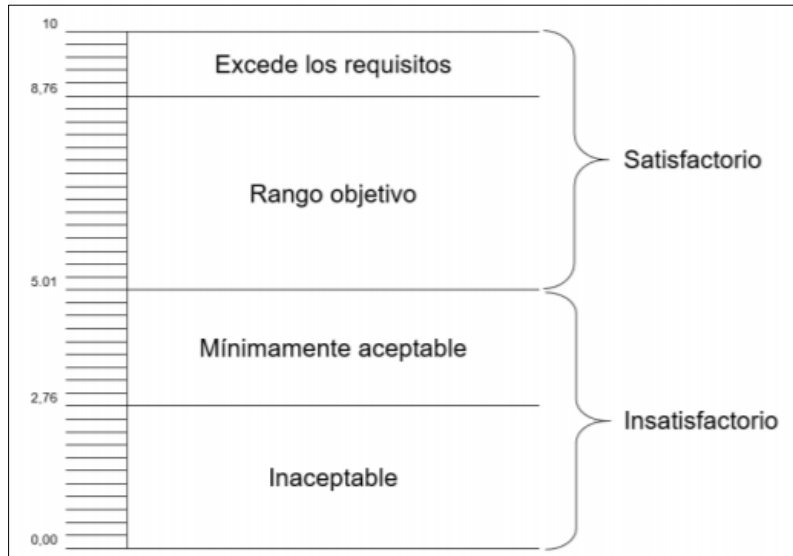 10
Excede los requisitos
8,76
Satisfactorio
Rango objetivo
5.01
Mínimamente aceptable
2,76
Insatisfactorio
Inaceptable
0,00